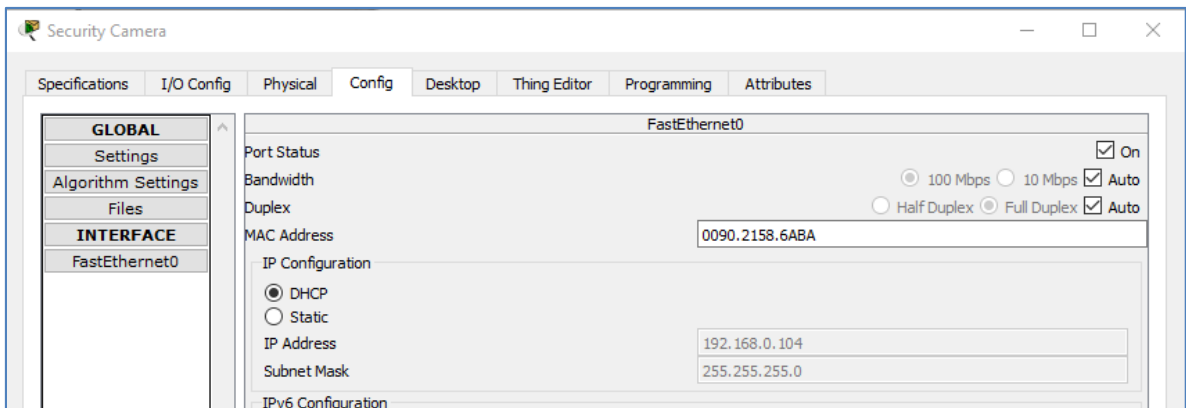 Security Camera
Specifications I/O Config Physical Config Desktop Thing Editor Programming Attributes
GLOBAL
Settings
Algorithm Settings
Files
INTERFACE
FastEthernet0
FastEthernet0
Port Status On
Bandwidth 100 Mbps 10 Mbps Auto
Duplex Half Duplex Full Duplex Auto
MAC Address 0090.2158.6ABA
IP Configuration
DHCP
Static
IP Address 192.168.0.104
Subnet Mask 255.255.255.0
IPv6 Configuration